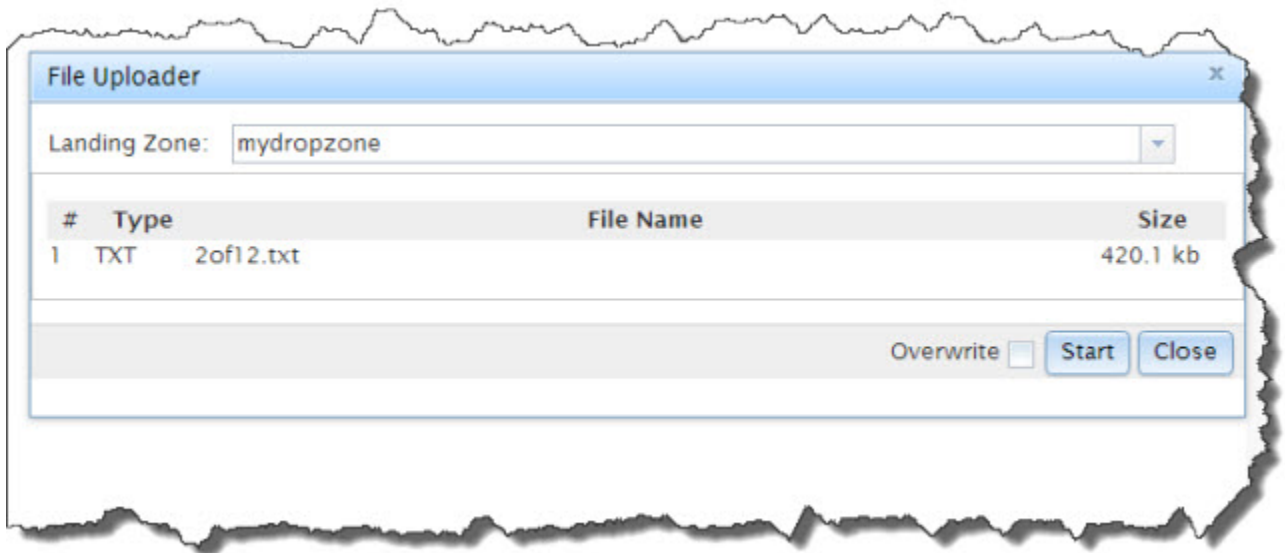 File Uploader x
Landing Zone: mydropzone
# Type File Name Size
1 TXT 2of12.txt 420.1 kb
Overwrite Start Close